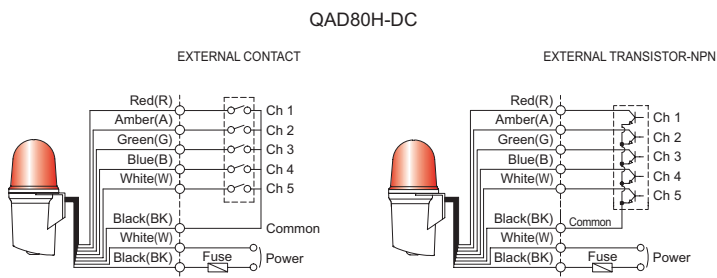 QAD80H-DC
EXTERNAL CONTACT
Red(R)
Ch 1
Amber(A)
Ch 2
Green(G)
Ch 3
Blue(B)
Ch 4
White(W)
Ch 5
Black(BK)
Common
White(W)
Black(BK)
Fuse
Power
EXTERNAL TRANSISTOR-NPN
Red(R)
Ch 1
Amber(A)
Ch 2
Green(G)
Ch 3
Blue(B)
Ch 4
White(W)
Ch 5
Black(BK)
Common
White(W)
Black(BK)
Fuse
Power